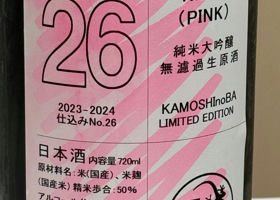 26
(PINK)
純米大吟醸
無濾過生原酒
2023-2024
仕込みNo.26
KAMOSHInoBA
LIMITED EDITION
日本酒 内容量720ml
原材料名:米(国産)、米麹
(国産米)精米歩合:50%